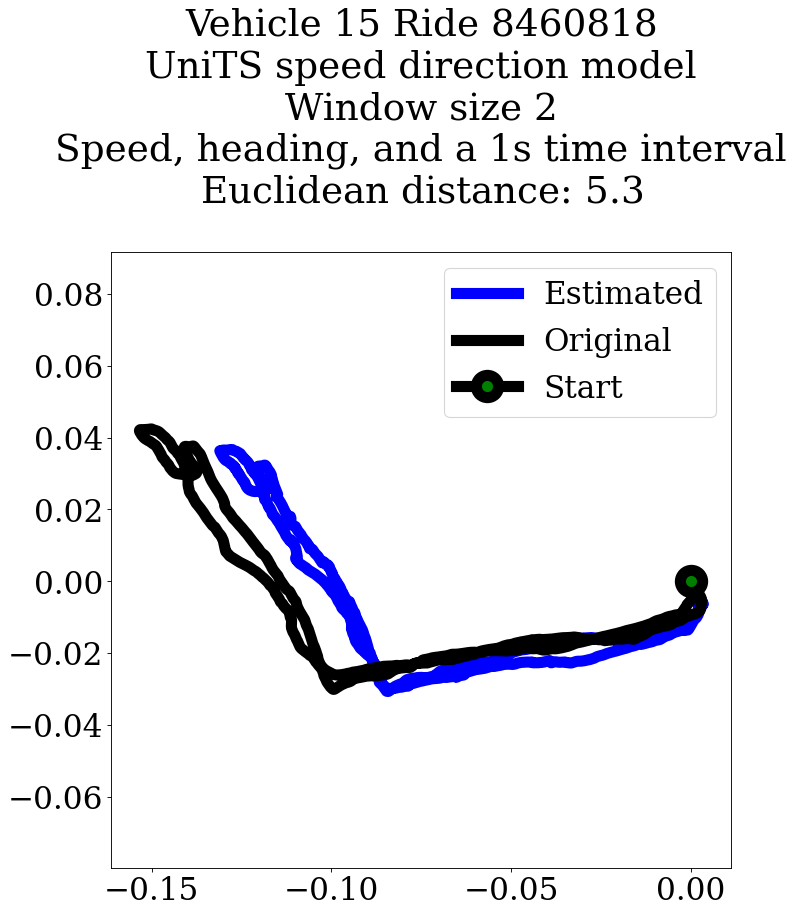 Vehicle 15 Ride 8460818
UniTS speed direction model
Window size 2
Speed, heading, and a 1s time interval
Euclidean distance: 5.3
Estimated
Original
Start
0.08
0.06
0.04
0.02
0.00
−0.02
−0.04
−0.06
−0.15 −0.10 −0.05 0.00